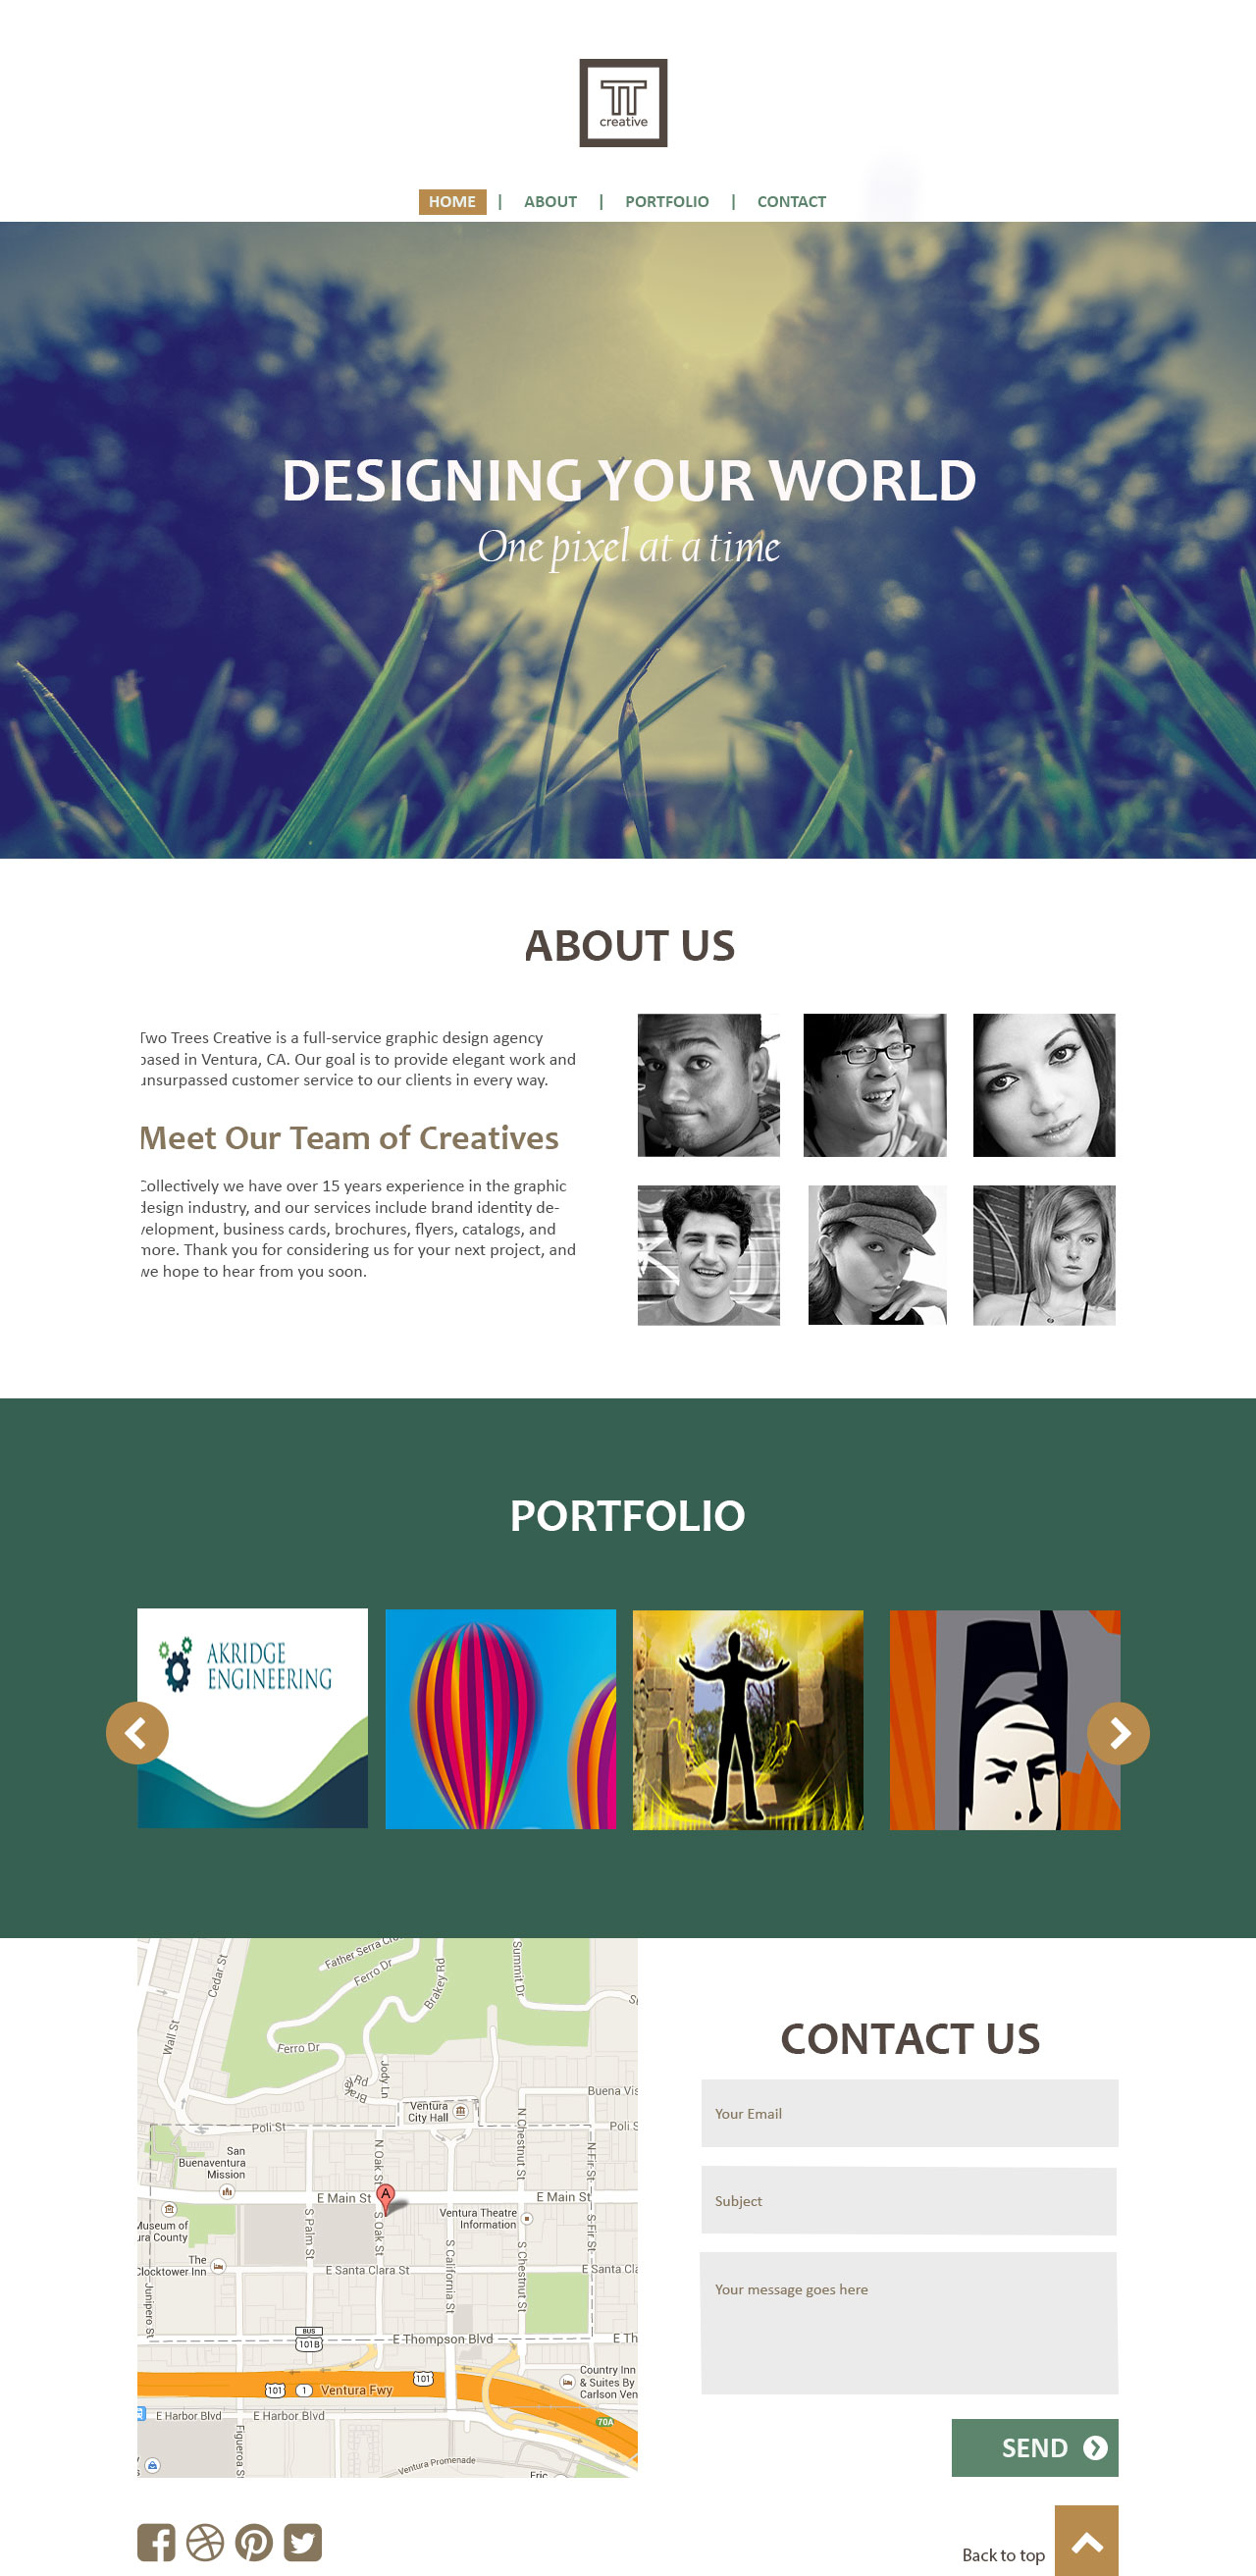 TT
creative
HOME | ABOUT | PORTFOLIO | CONTACT
DESIGNING YOUR WORLD
One pixel at a time
ABOUT US
Two Trees Creative is a full-service graphic design agency
based in Ventura, CA. Our goal is to provide elegant work and
unsurpassed customer service to our clients in every way.
Meet Our Team of Creatives
Collectively we have over 15 years experience in the graphic
design industry, and our services include brand identity de-
velopment, business cards, brochures, flyers, catalogs, and
more. Thank you for considering us for your next project, and
we hope to hear from you soon.
PORTFOLIO
AKRIDGE
ENGINEERING
Father Serra Cro
Ferro Dr
Brakey Rd
Summit Dr
Cedar St
Wall St
Ferro Dr
Jody Ln
Brakey Rd
Buena Vis
Ventura
City Hall
Poli St
Poli S
N Oak St
N Chestnut St
N Fir St
San
Buenaventura
Mission
E Main St
A
E Main St
Museum of
ura County
Ventura Theatre
Information
S Palm St
S Oak St
S California St
S Chestnut St
S Fir St
The
Clocktower Inn
E Santa Clara St
E Santa Cla
Junipero St
BUS
101B
E Thompson Blvd
E Th
101
Country Inn
& Suites By
Carlson Ven
101
1
Ventura Fwy
E Harbor Blvd
E Harbor Blvd
70A
Figueroa St
Ventura Promenade
Eric
CONTACT US
Your Email
Subject
Your message goes here
SEND
Back to top